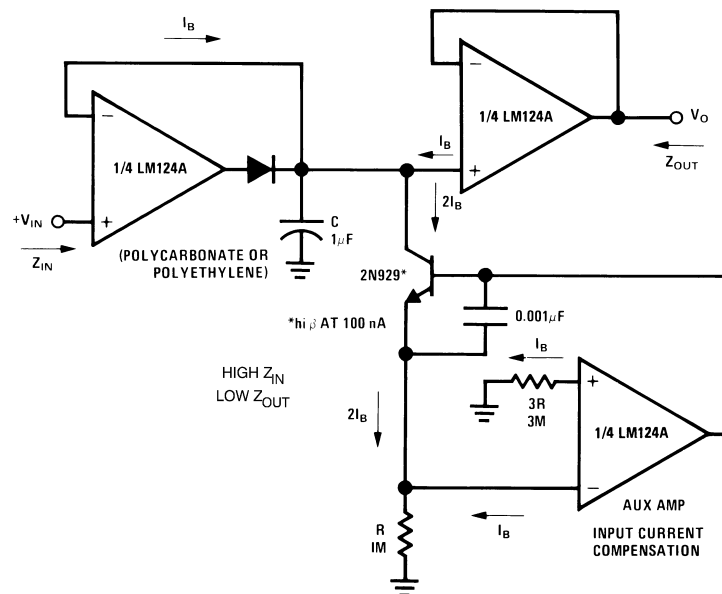 I_B
−
1/4 LM124A
+
+V_IN
Z_IN
C
1μF
(POLYCARBONATE OR
POLYETHYLENE)
−
1/4 LM124A
+
I_B
V_O
Z_OUT
2I_B
2N929*
*hi β AT 100 nA
0.001μF
HIGH Z_IN
LOW Z_OUT
I_B
3R
3M
+
1/4 LM124A
−
2I_B
R
1M
I_B
AUX AMP
INPUT CURRENT
COMPENSATION